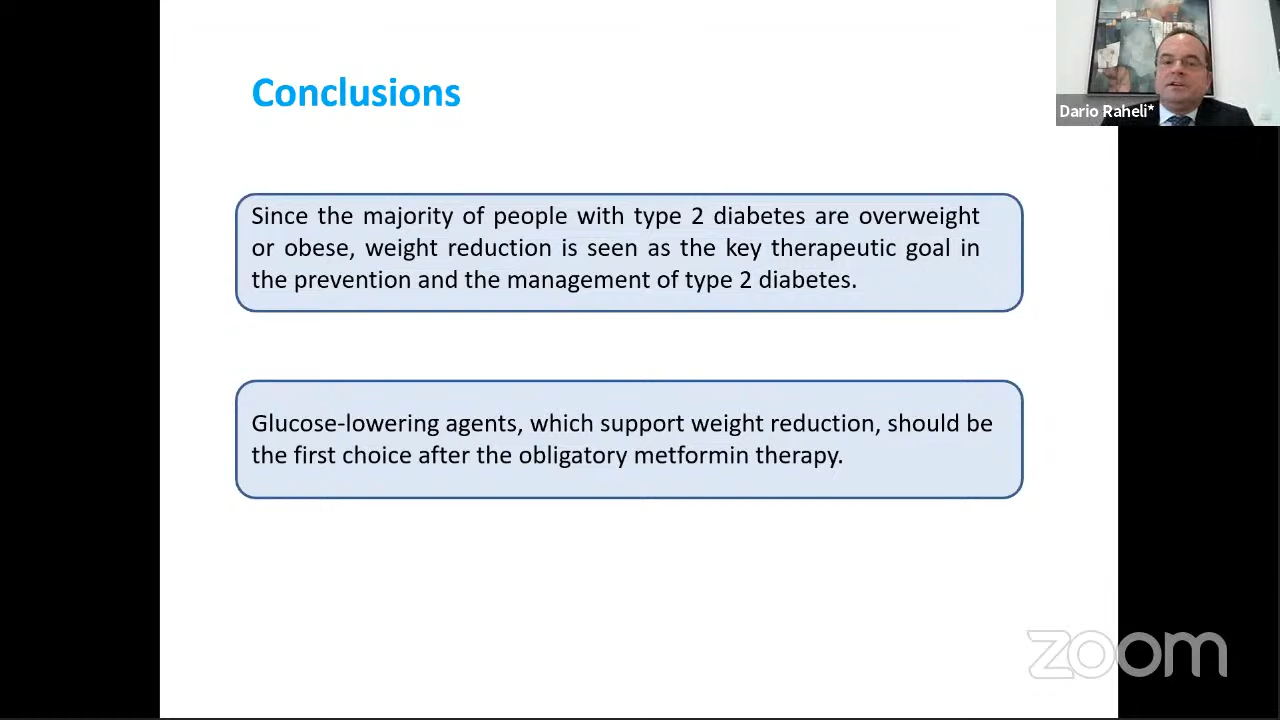 Conclusions
Dario Raheli*
Since the majority of people with type 2 diabetes are overweight
or obese, weight reduction is seen as the key therapeutic goal in
the prevention and the management of type 2 diabetes.
Glucose-lowering agents, which support weight reduction, should be
the first choice after the obligatory metformin therapy.
zoom